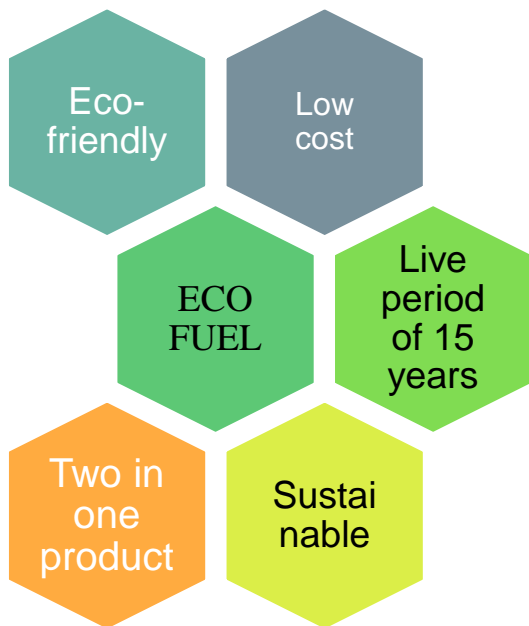 Eco-
friendly
Low
cost
ECO
FUEL
Live
period
of 15
years
Two in
one
product
Sustai
nable